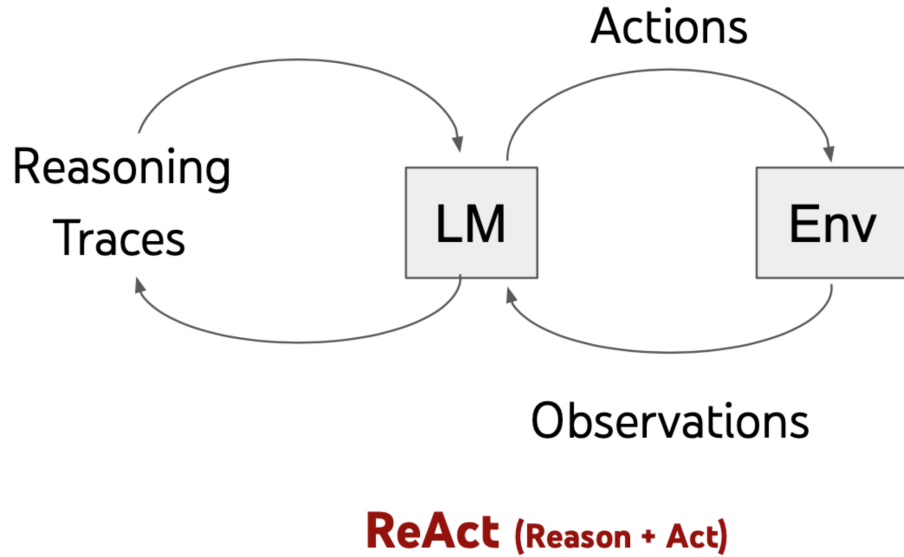 Actions
Reasoning
Traces
LM
Env
Observations
ReAct (Reason + Act)